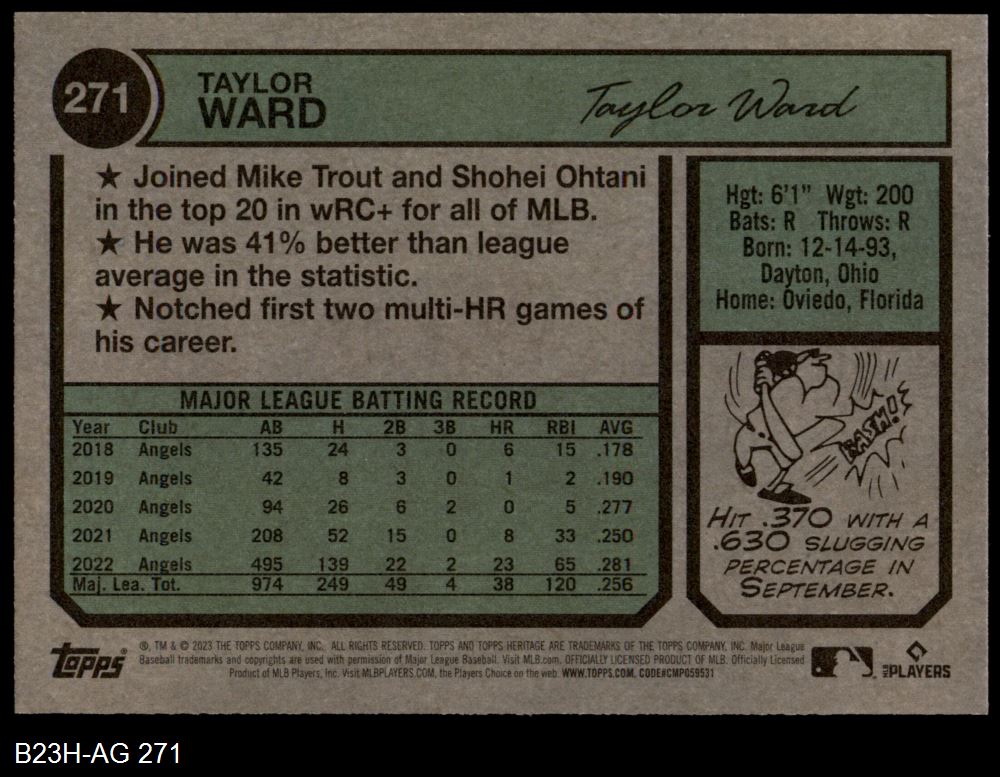 271
TAYLOR
WARD
Taylor Ward
★ Joined Mike Trout and Shohei Ohtani
in the top 20 in wRC+ for all of MLB.
★ He was 41% better than league
average in the statistic.
★ Notched first two multi-HR games of
his career.
Hgt: 6'1" Wgt: 200
Bats: R Throws: R
Born: 12-14-93,
Dayton, Ohio
Home: Oviedo, Florida
MAJOR LEAGUE BATTING RECORD
Year Club AB H 2B 3B HR RBI AVG
2018 Angels 135 24 3 0 6 15 .178
2019 Angels 42 8 3 0 1 2 .190
2020 Angels 94 26 6 2 0 5 .277
2021 Angels 208 52 15 0 8 33 .250
2022 Angels 495 139 22 2 23 65 .281
Maj. Lea. Tot. 974 249 49 4 38 120 .256
BASH!
HIT .370 WITH A
.630 SLUGGING
PERCENTAGE IN
SEPTEMBER.
topps®
®, TM & © 2023 THE TOPPS COMPANY, INC. ALL RIGHTS RESERVED. TOPPS AND TOPPS HERITAGE ARE TRADEMARKS OF THE TOPPS COMPANY, INC. Major League
Baseball trademarks and copyrights are used with permission of Major League Baseball. Visit MLB.com. OFFICIALLY LICENSED PRODUCT OF MLB. Officially Licensed
Product of MLB Players, Inc. Visit MLBPLAYERS.COM, the Players Choice on the web. WWW.TOPPS.COM. CODE#CMP059531
MLB PLAYERS
B23H-AG 271